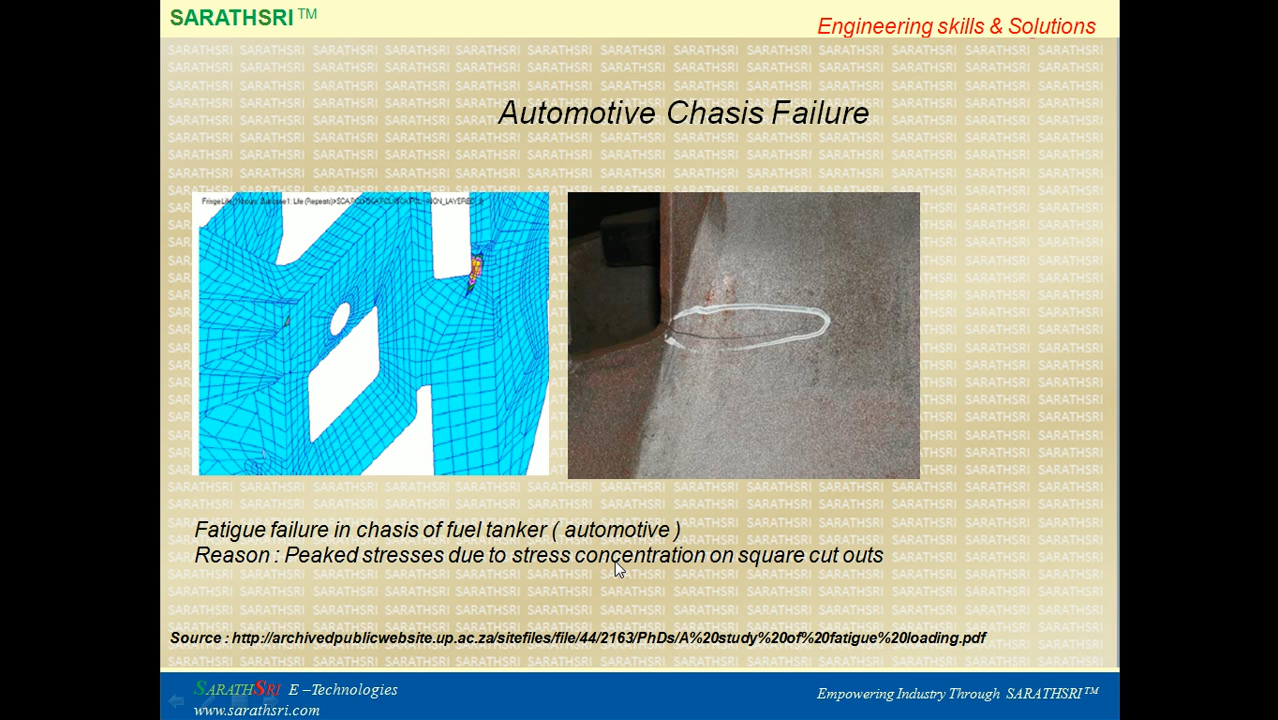 SARATHSRI™
Engineering skills & Solutions
Automotive Chasis Failure
Fatigue failure in chasis of fuel tanker ( automotive )
Reason : Peaked stresses due to stress concentration on square cut outs
Source : http://archivedpublicwebsite.up.ac.za/sitefiles/file/44/2163/PhDs/A%20study%20of%20fatigue%20loading.pdf
SARATHSRI E –Technologies
www.sarathsri.com
Empowering Industry Through SARATHSRI™